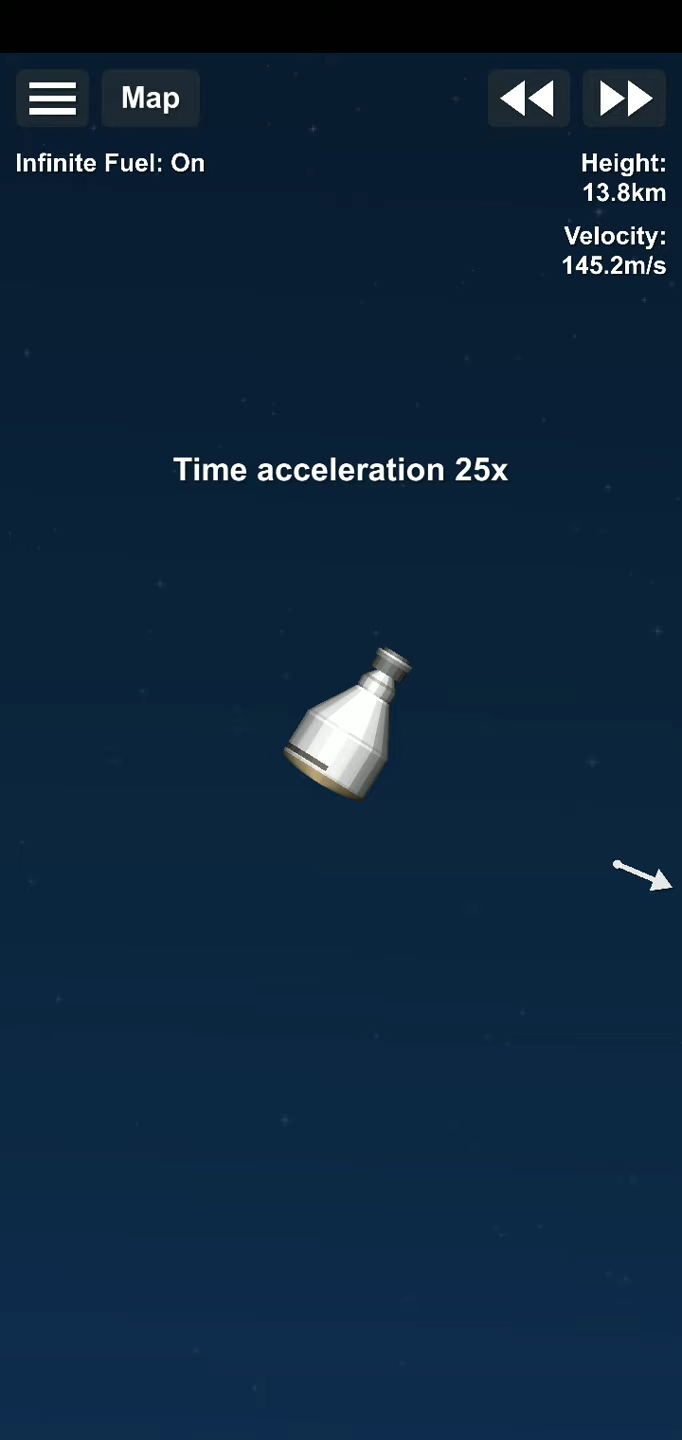 Map
Infinite Fuel: On
Height:
13.8km
Velocity:
145.2m/s
Time acceleration 25x